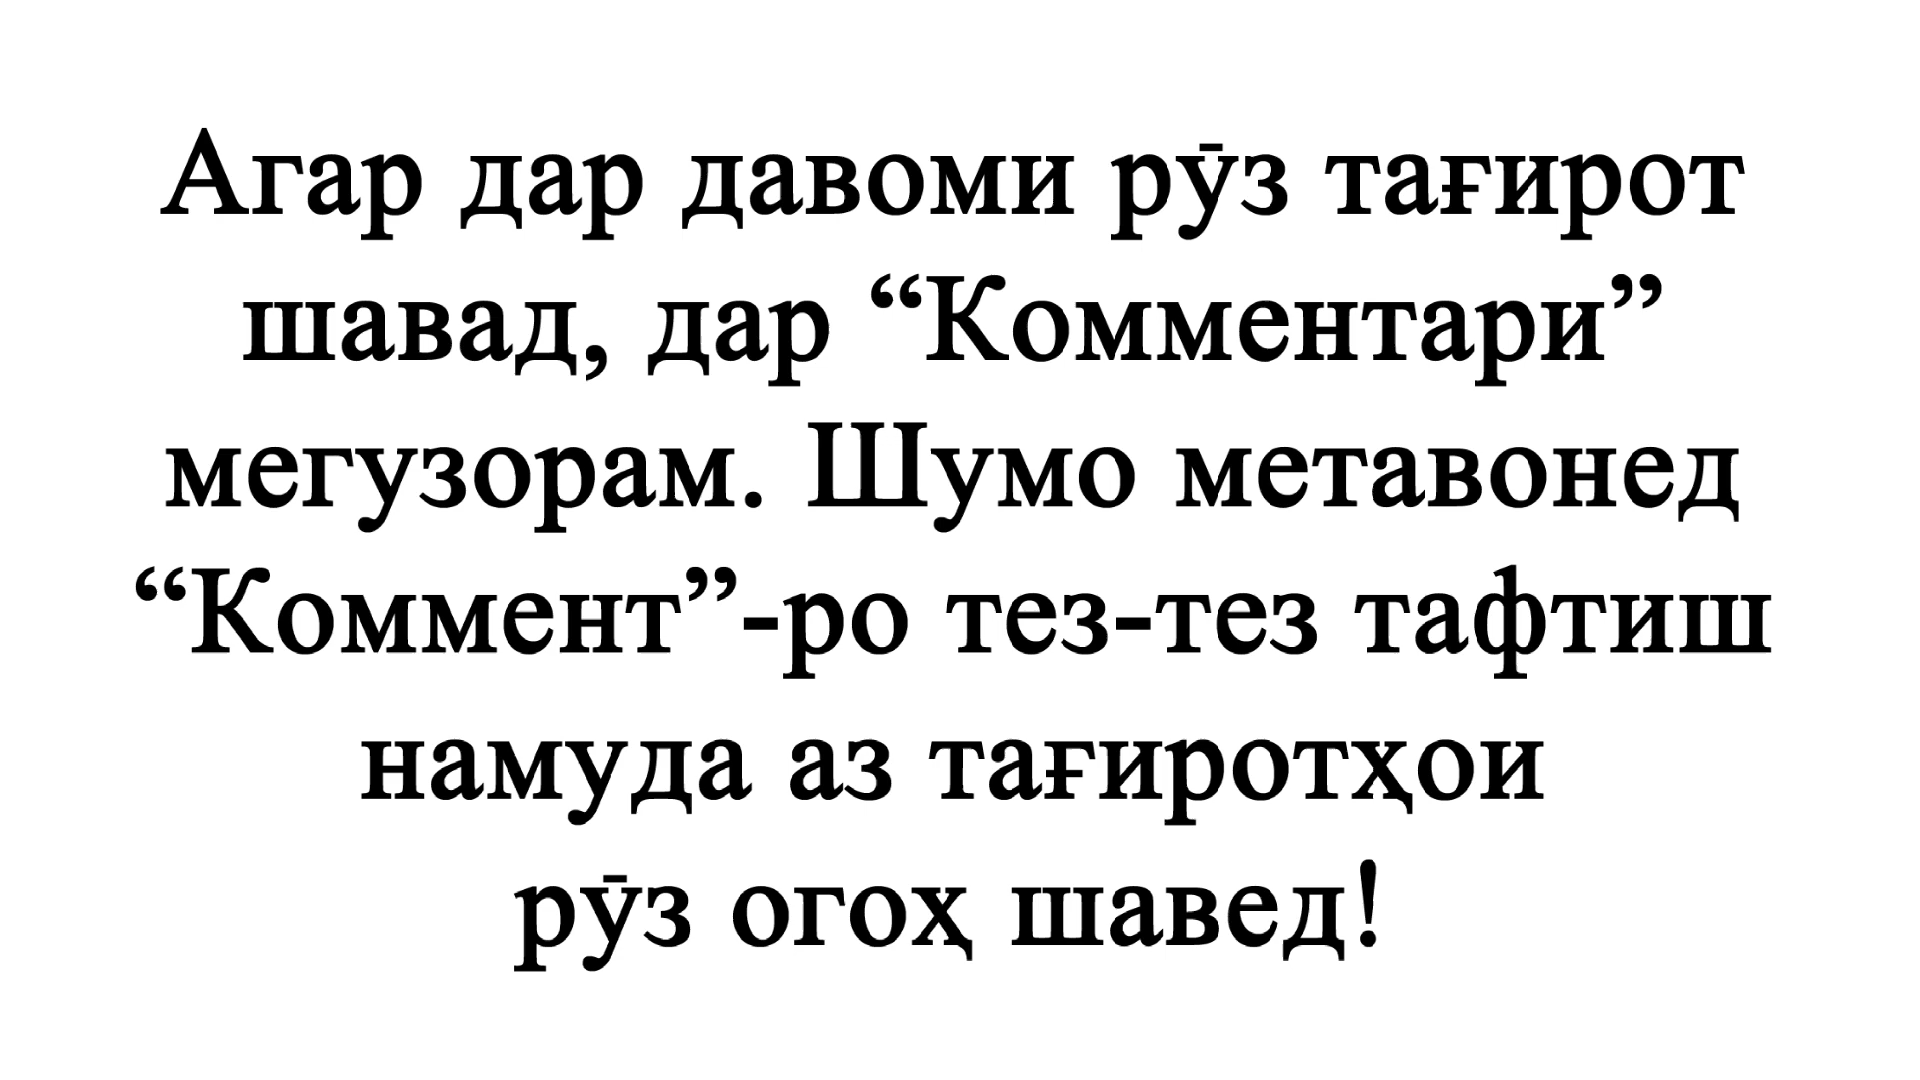 Агар дар давоми рӯз тағирот
шавад, дар “Комментари”
мегузорам. Шумо метавонед
“Коммент”-ро тез-тез тафтиш
намуда аз тағиротҳои
рӯз огоҳ шавед!